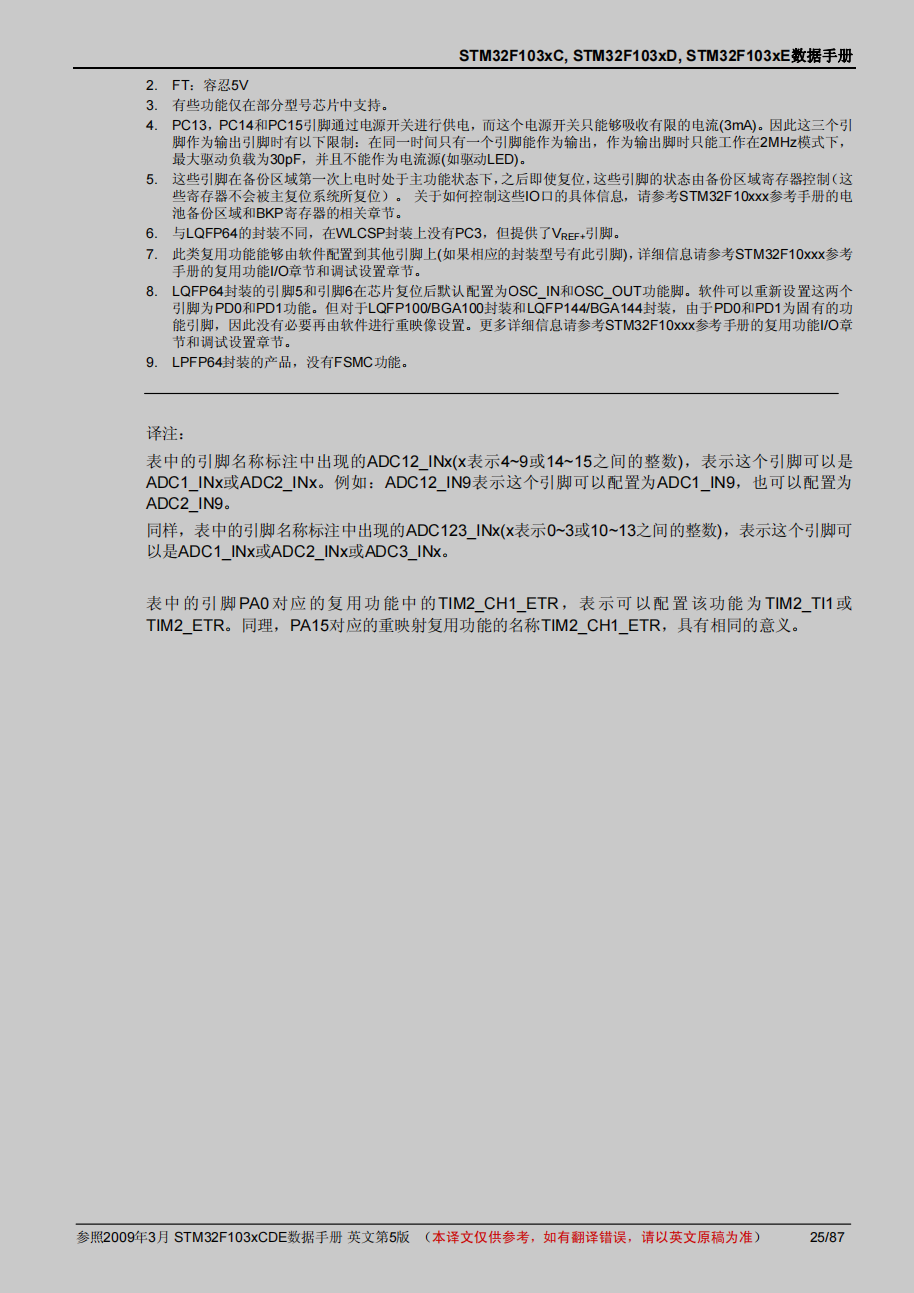 STM32F103xC, STM32F103xD, STM32F103xE数据手册
2. FT：容忍5V
3. 有些功能仅在部分型号芯片中支持。
4. PC13，PC14和PC15引脚通过电源开关进行供电，而这个电源开关只能够吸收有限的电流(3mA)。因此这三个引
脚作为输出引脚时有以下限制：在同一时间只有一个引脚能作为输出，作为输出脚时只能工作在2MHz模式下，
最大驱动负载为30pF，并且不能作为电流源(如驱动LED)。
5. 这些引脚在备份区域第一次上电时处于主功能状态下，之后即使复位，这些引脚的状态由备份区域寄存器控制（这
些寄存器不会被主复位系统所复位）。 关于如何控制这些IO口的具体信息，请参考STM32F10xxx参考手册的电
池备份区域和BKP寄存器的相关章节。
6. 与LQFP64的封装不同，在WLCSP封装上没有PC3，但提供了VREF+引脚。
7. 此类复用功能能够由软件配置到其他引脚上(如果相应的封装型号有此引脚)，详细信息请参考STM32F10xxx参考
手册的复用功能I/O章节和调试设置章节。
8. LQFP64封装的引脚5和引脚6在芯片复位后默认配置为OSC_IN和OSC_OUT功能脚。软件可以重新设置这两个
引脚为PD0和PD1功能。但对于LQFP100/BGA100封装和LQFP144/BGA144封装，由于PD0和PD1为固有的功
能引脚，因此没有必要再由软件进行重映像设置。更多详细信息请参考STM32F10xxx参考手册的复用功能I/O章
节和调试设置章节。
9. LPFP64封装的产品，没有FSMC功能。
译注：
表中的引脚名称标注中出现的ADC12_INx(x表示4~9或14~15之间的整数)，表示这个引脚可以是
ADC1_INx或ADC2_INx。例如：ADC12_IN9表示这个引脚可以配置为ADC1_IN9，也可以配置为
ADC2_IN9。
同样，表中的引脚名称标注中出现的ADC123_INx(x表示0~3或10~13之间的整数)，表示这个引脚可
以是ADC1_INx或ADC2_INx或ADC3_INx。
表中的引脚PA0对应的复用功能中的TIM2_CH1_ETR，表示可以配置该功能为TIM2_TI1或
TIM2_ETR。同理，PA15对应的重映射复用功能的名称TIM2_CH1_ETR，具有相同的意义。
参照2009年3月 STM32F103xCDE数据手册 英文第5版 （本译文仅供参考，如有翻译错误，请以英文原稿为准） 25/87